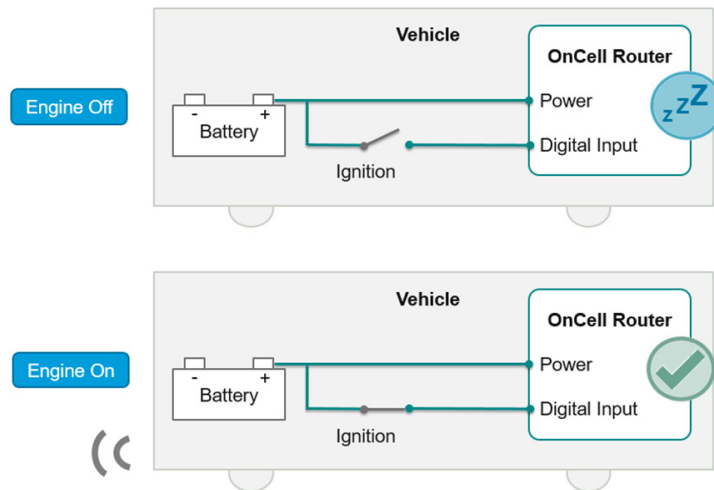 Vehicle
OnCell Router
Engine Off
Power
- +
Battery
Digital Input
Ignition
zzZ
Vehicle
OnCell Router
Engine On
Power
- +
Battery
Digital Input
Ignition